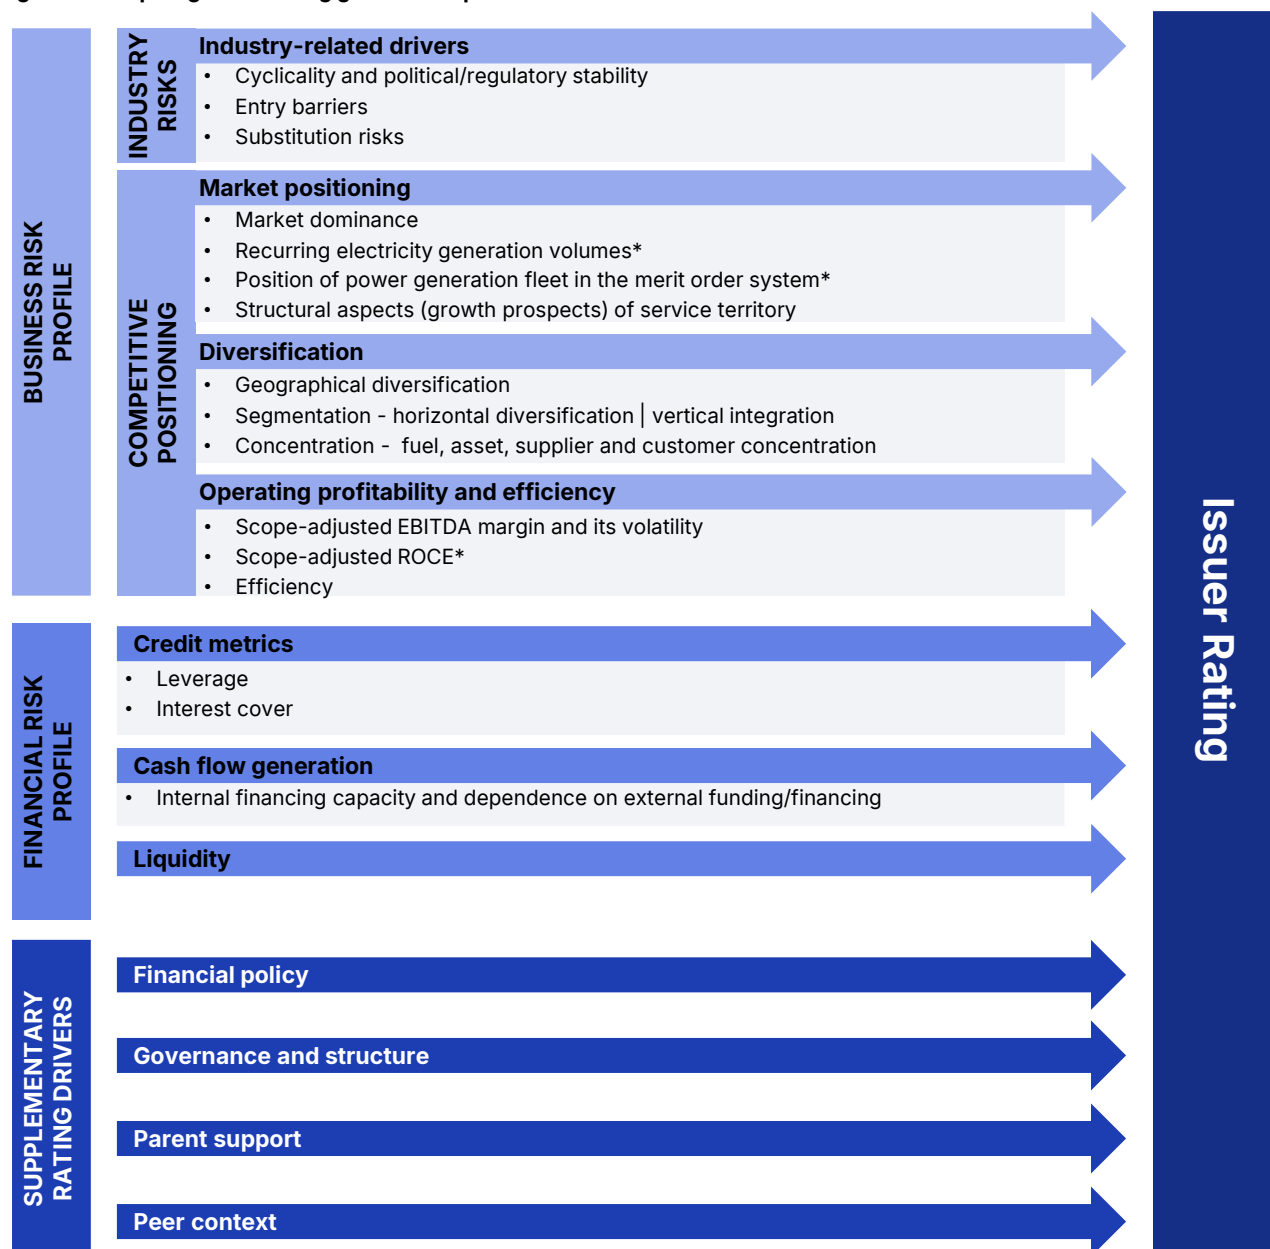 BUSINESS RISK
PROFILE
INDUSTRY
RISKS
Industry-related drivers
• Cyclicality and political/regulatory stability
• Entry barriers
• Substitution risks
COMPETITIVE
POSITIONING
Market positioning
• Market dominance
• Recurring electricity generation volumes*
• Position of power generation fleet in the merit order system*
• Structural aspects (growth prospects) of service territory
Diversification
• Geographical diversification
• Segmentation - horizontal diversification | vertical integration
• Concentration - fuel, asset, supplier and customer concentration
Operating profitability and efficiency
• Scope-adjusted EBITDA margin and its volatility
• Scope-adjusted ROCE*
• Efficiency
FINANCIAL RISK
PROFILE
Credit metrics
• Leverage
• Interest cover
Cash flow generation
• Internal financing capacity and dependence on external funding/financing
Liquidity
SUPPLEMENTARY
RATING DRIVERS
Financial policy
Governance and structure
Parent support
Peer context
Issuer Rating